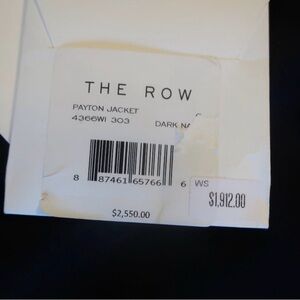 THE ROW
PAYTON JACKET
4366WI 303 DARK NA
8 87461 65766 6
WS
$1,912.00
$2,550.00